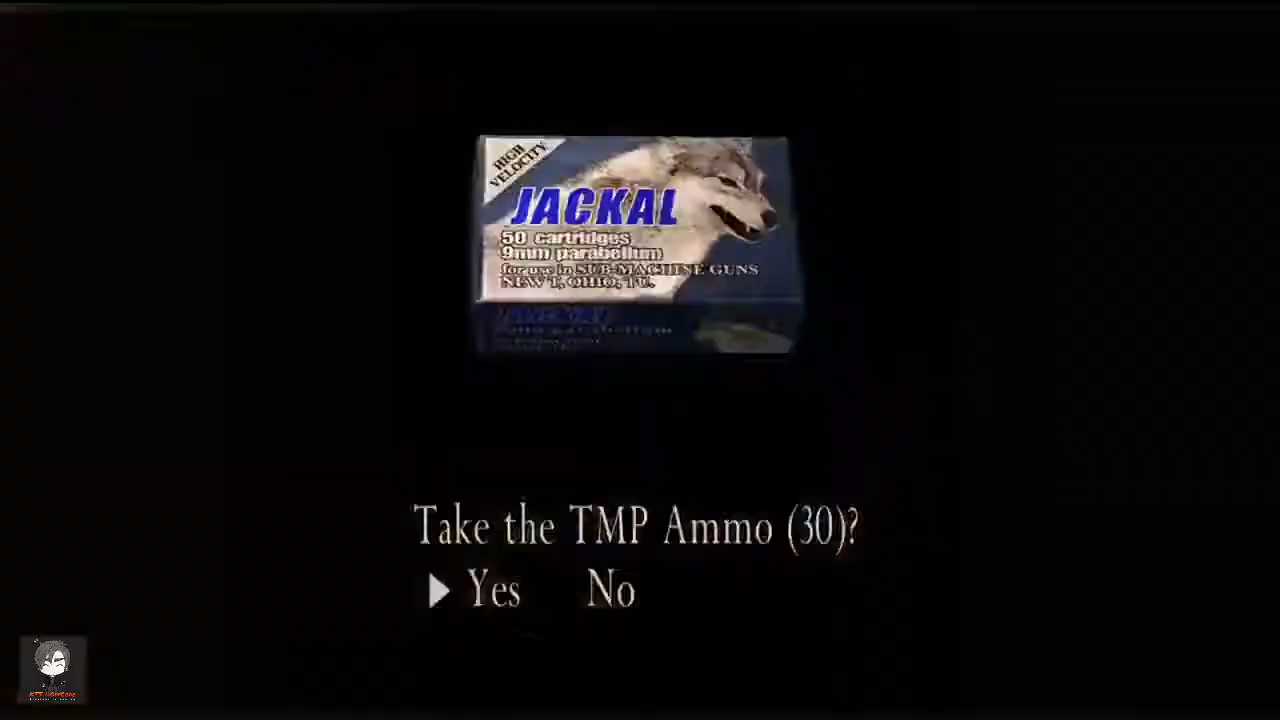 HIGH
VELOCITY
JACKAL
50 cartridges
9mm parabellum
for use in SUB-MACHINE GUNS
Take the TMP Ammo (30)?
Yes No